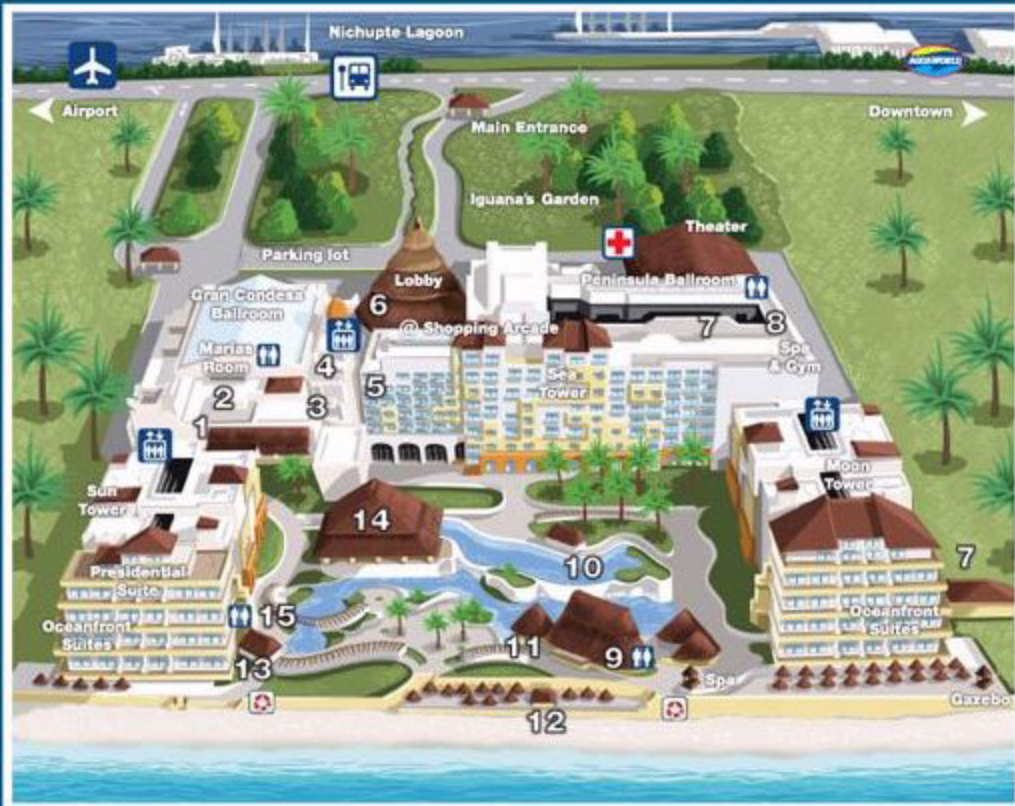 Nichupte Lagoon
AQUAWORLD
Airport
Downtown
Main Entrance
Iguana's Garden
Theater
Parking lot
Lobby
Peninsula Ballroom
Gran Condesa
Ballroom
6
@ Shopping Arcade
7
8
Marias
Room
4
Spa
& Gym
Sea
Tower
5
2
3
1
Moon
Tower
Sun
Tower
14
7
10
Presidential
Suite
15
Oceanfront
Suites
Oceanfront
Suites
11
9
13
Spa
Gazebo
12